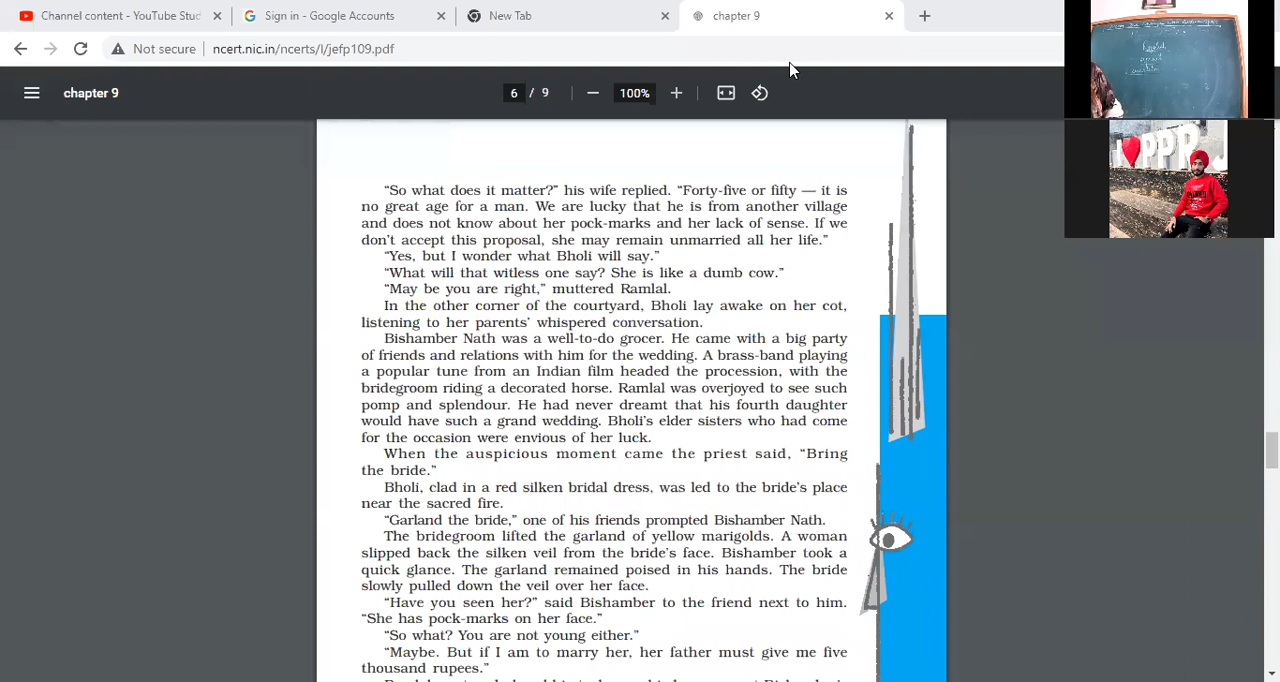 Channel content - YouTube Stu
Sign in - Google Accounts
New Tab
chapter 9
Not secure
ncert.nic.in/ncerts/l/jefp109.pdf
chapter 9
6 / 9
100%
I ❤ PPR
“So what does it matter?” his wife replied. “Forty-five or fifty — it is
no great age for a man. We are lucky that he is from another village
and does not know about her pock-marks and her lack of sense. If we
don’t accept this proposal, she may remain unmarried all her life.”
“Yes, but I wonder what Bholi will say.”
“What will that witless one say? She is like a dumb cow.”
“May be you are right,” muttered Ramlal.
In the other corner of the courtyard, Bholi lay awake on her cot,
listening to her parents’ whispered conversation.
Bishamber Nath was a well-to-do grocer. He came with a big party
of friends and relations with him for the wedding. A brass-band playing
a popular tune from an Indian film headed the procession, with the
bridegroom riding a decorated horse. Ramlal was overjoyed to see such
pomp and splendour. He had never dreamt that his fourth daughter
would have such a grand wedding. Bholi’s elder sisters who had come
for the occasion were envious of her luck.
When the auspicious moment came the priest said, “Bring
the bride.”
Bholi, clad in a red silken bridal dress, was led to the bride’s place
near the sacred fire.
“Garland the bride,” one of his friends prompted Bishamber Nath.
The bridegroom lifted the garland of yellow marigolds. A woman
slipped back the silken veil from the bride’s face. Bishamber took a
quick glance. The garland remained poised in his hands. The bride
slowly pulled down the veil over her face.
“Have you seen her?” said Bishamber to the friend next to him.
“She has pock-marks on her face.”
“So what? You are not young either.”
“Maybe. But if I am to marry her, her father must give me five
thousand rupees.”